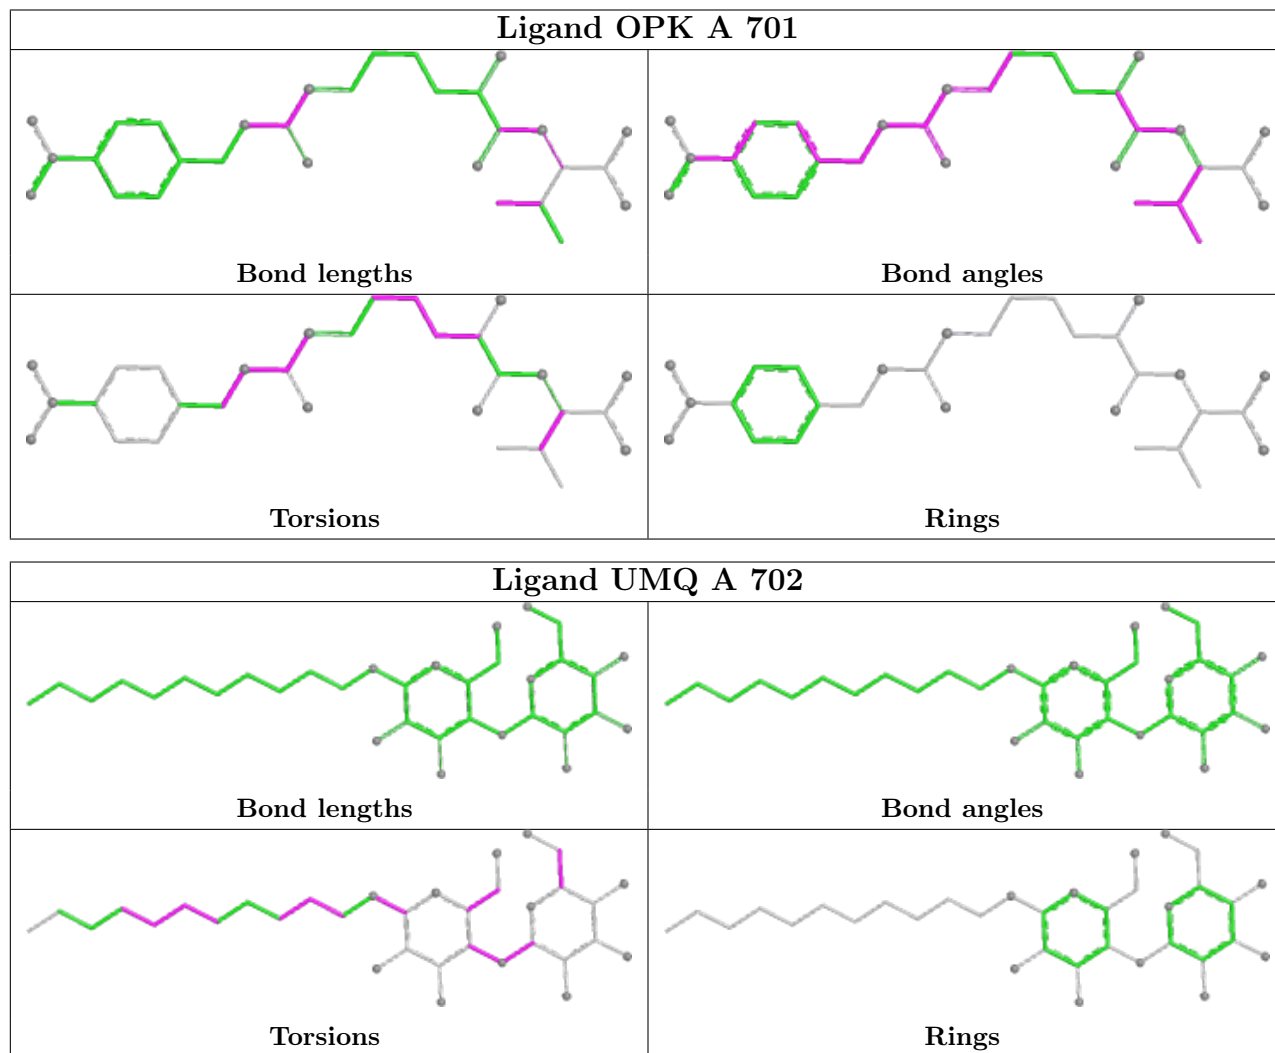 Ligand OPK A 701
Bond lengths
Bond angles
Torsions
Rings
Ligand UMQ A 702
Bond lengths
Bond angles
Torsions
Rings